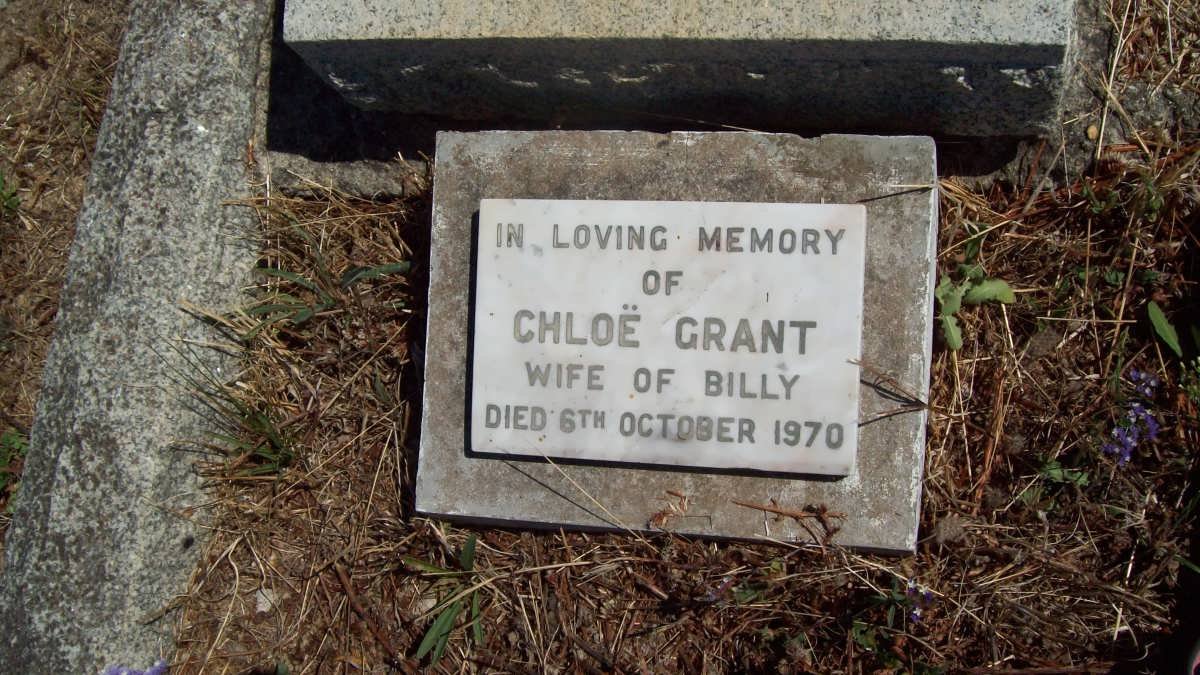 IN LOVING MEMORY
OF
CHLOË GRANT
WIFE OF BILLY
DIED 6TH OCTOBER 1970